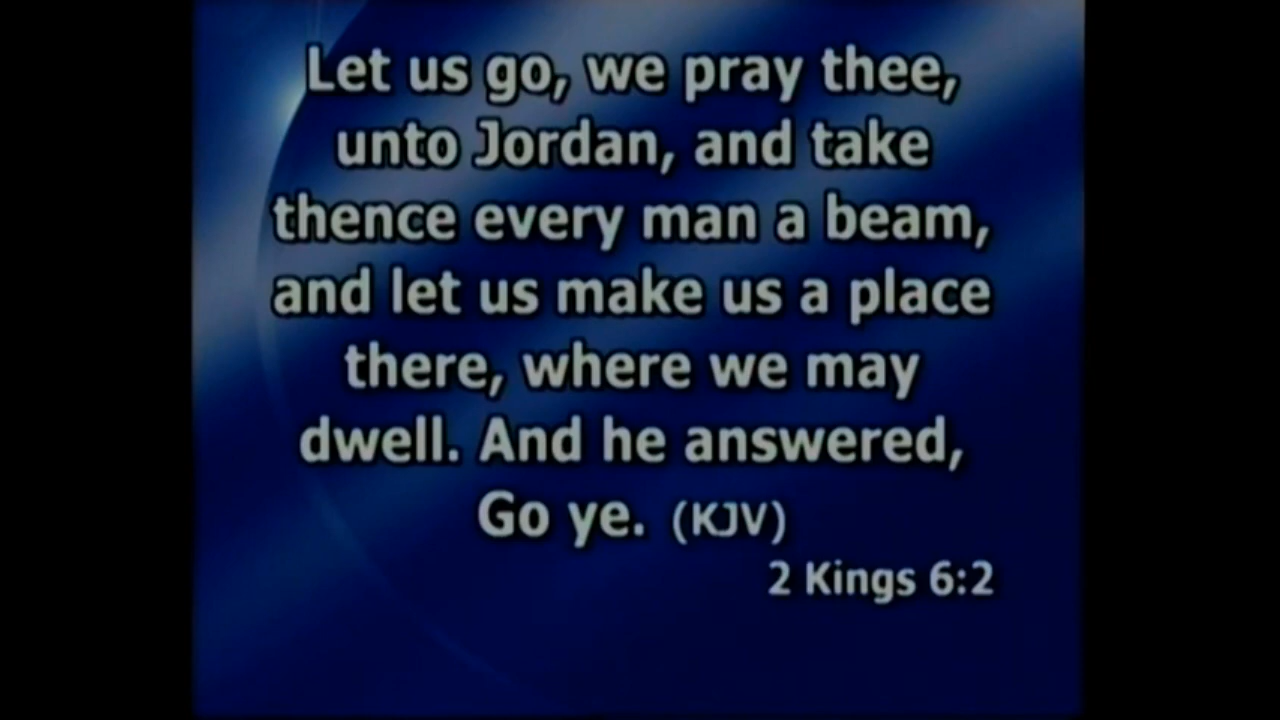 Let us go, we pray thee,
unto Jordan, and take
thence every man a beam,
and let us make us a place
there, where we may
dwell. And he answered,
Go ye. (KJV)
2 Kings 6:2